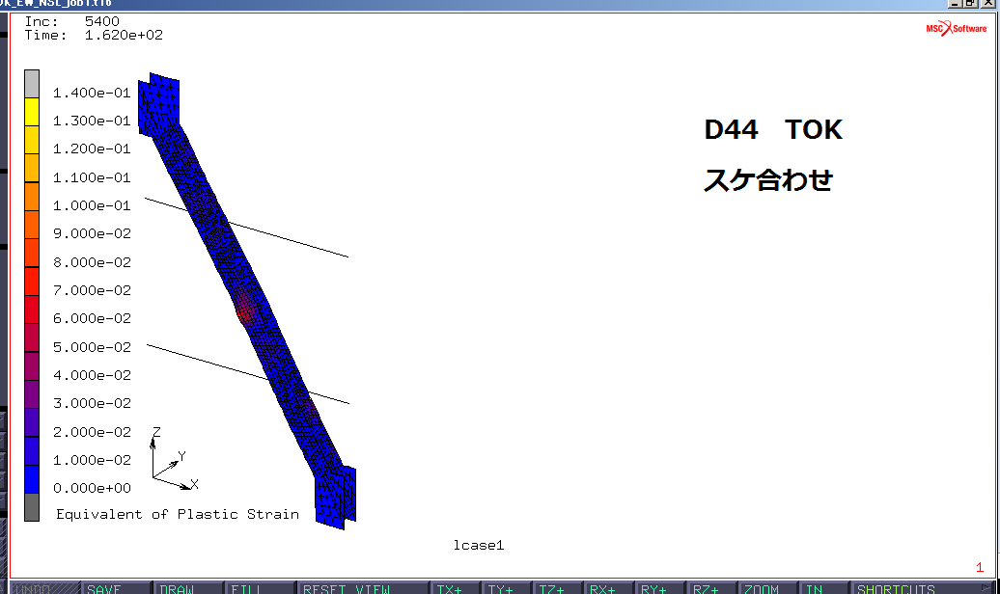 OK_EW_NSL_job1.t16
Inc: 5400
Time: 1.620e+02
MSC Software
1.400e-01
1.300e-01
1.200e-01
1.100e-01
1.000e-01
9.000e-02
8.000e-02
7.000e-02
6.000e-02
5.000e-02
4.000e-02
3.000e-02
2.000e-02
1.000e-02
0.000e+00
D44 TOK
スケ合わせ
Z
Y
X
Equivalent of Plastic Strain
lcase1
1
UNDO SAVE DRAW FILL RESET VIEW TX+ TY+ TZ+ RX+ RY+ RZ+ ZOOM IN SHORTCUTS